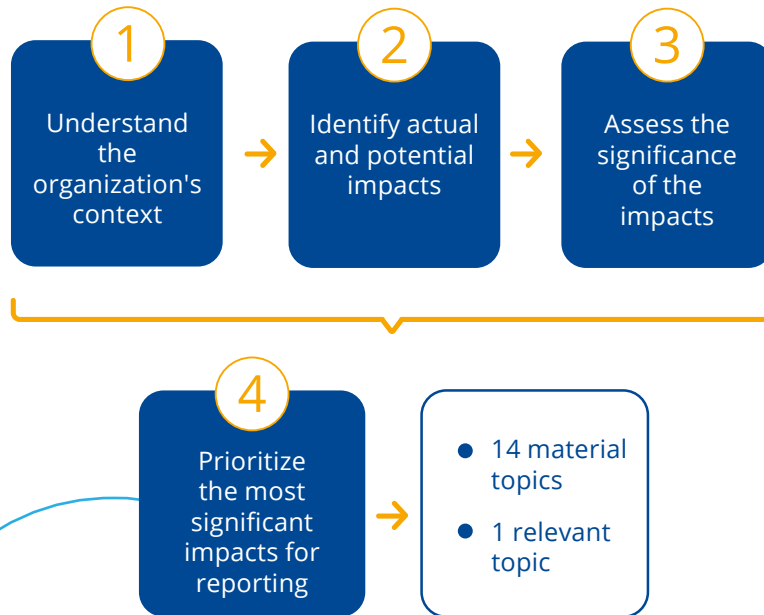 1
Understand
the
organization's
context
2
Identify actual
and potential
impacts
3
Assess the
significance
of the
impacts
4
Prioritize
the most
significant
impacts for
reporting
14 material
topics
1 relevant
topic